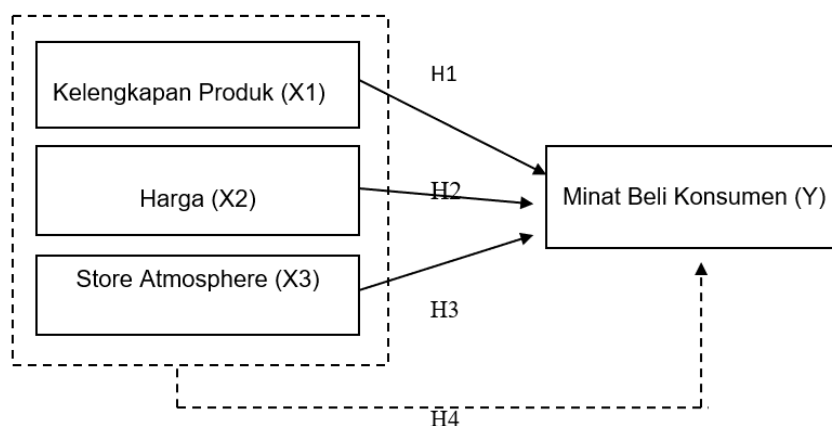 Kelengkapan Produk (X1)
H1
Harga (X2)
H2
Minat Beli Konsumen (Y)
Store Atmosphere (X3)
H3
H4